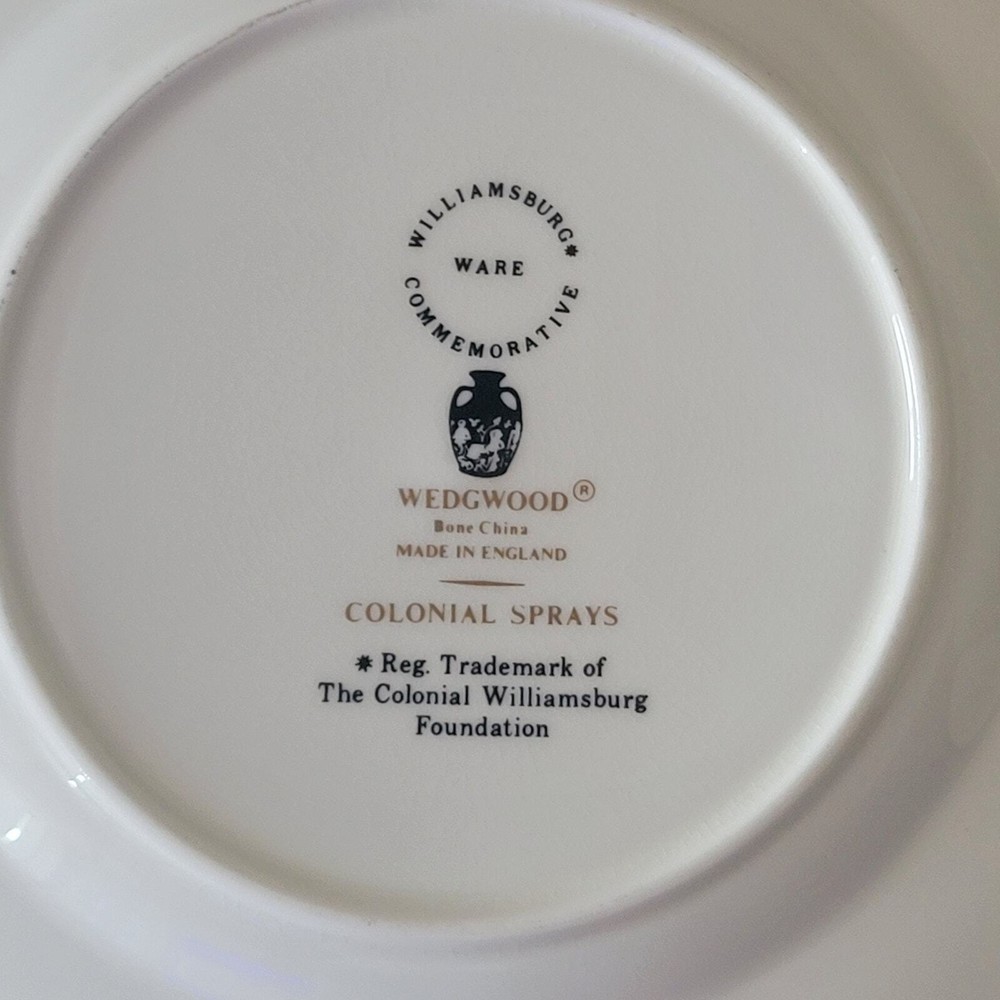 WILLIAMSBURG*
WARE
COMMEMORATIVE
WEDGWOOD®
Bone China
MADE IN ENGLAND
COLONIAL SPRAYS
* Reg. Trademark of
The Colonial Williamsburg
Foundation